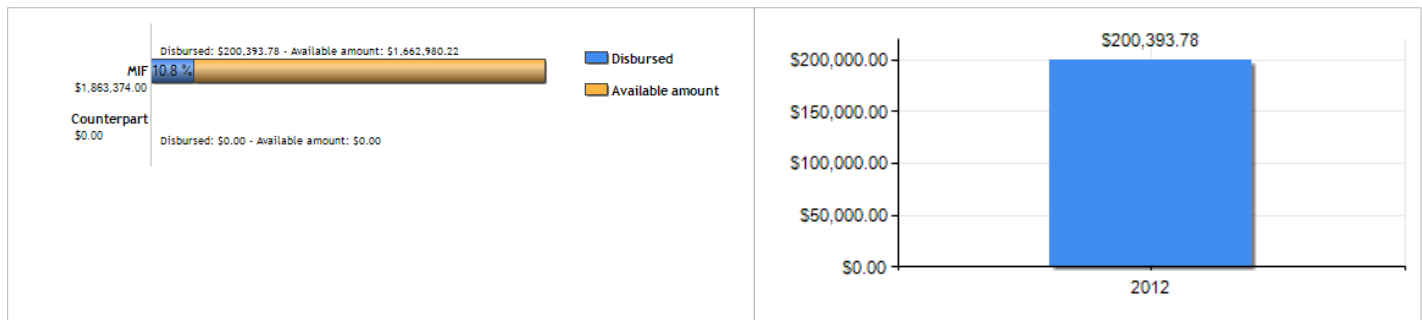 Disbursed: $200,393.78 - Available amount: $1,662,980.22
MIF
10.8 %
$1,863,374.00
Counterpart
$0.00
Disbursed: $0.00 - Available amount: $0.00
Disbursed
Available amount
$200,393.78
$200,000.00
$150,000.00
$100,000.00
$50,000.00
$0.00
2012